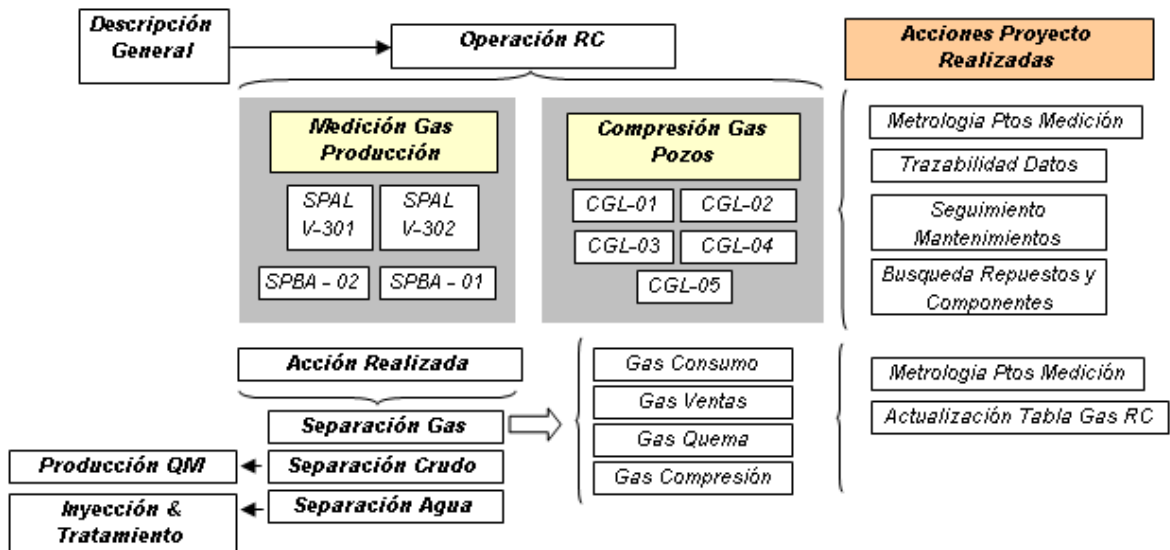 Descripción
General
Operación RC
Acciones Proyecto
Realizadas
Medición Gas
Producción
SPAL
V-301
SPAL
V-302
SPBA - 02
SPBA - 01
Compresión Gas
Pozos
CGL-01
CGL-02
CGL-03
CGL-04
CGL-05
Metrologia Ptos Medición
Trazabilidad Datos
Seguimiento
Mantenimientos
Busqueda Repuestos y
Componentes
Acción Realizada
Separación Gas
Separación Crudo
Separación Agua
Producción QM
Inyección &
Tratamiento
Gas Consumo
Gas Ventas
Gas Quema
Gas Compresión
Metrologia Ptos Medición
Actualización Tabla Gas RC